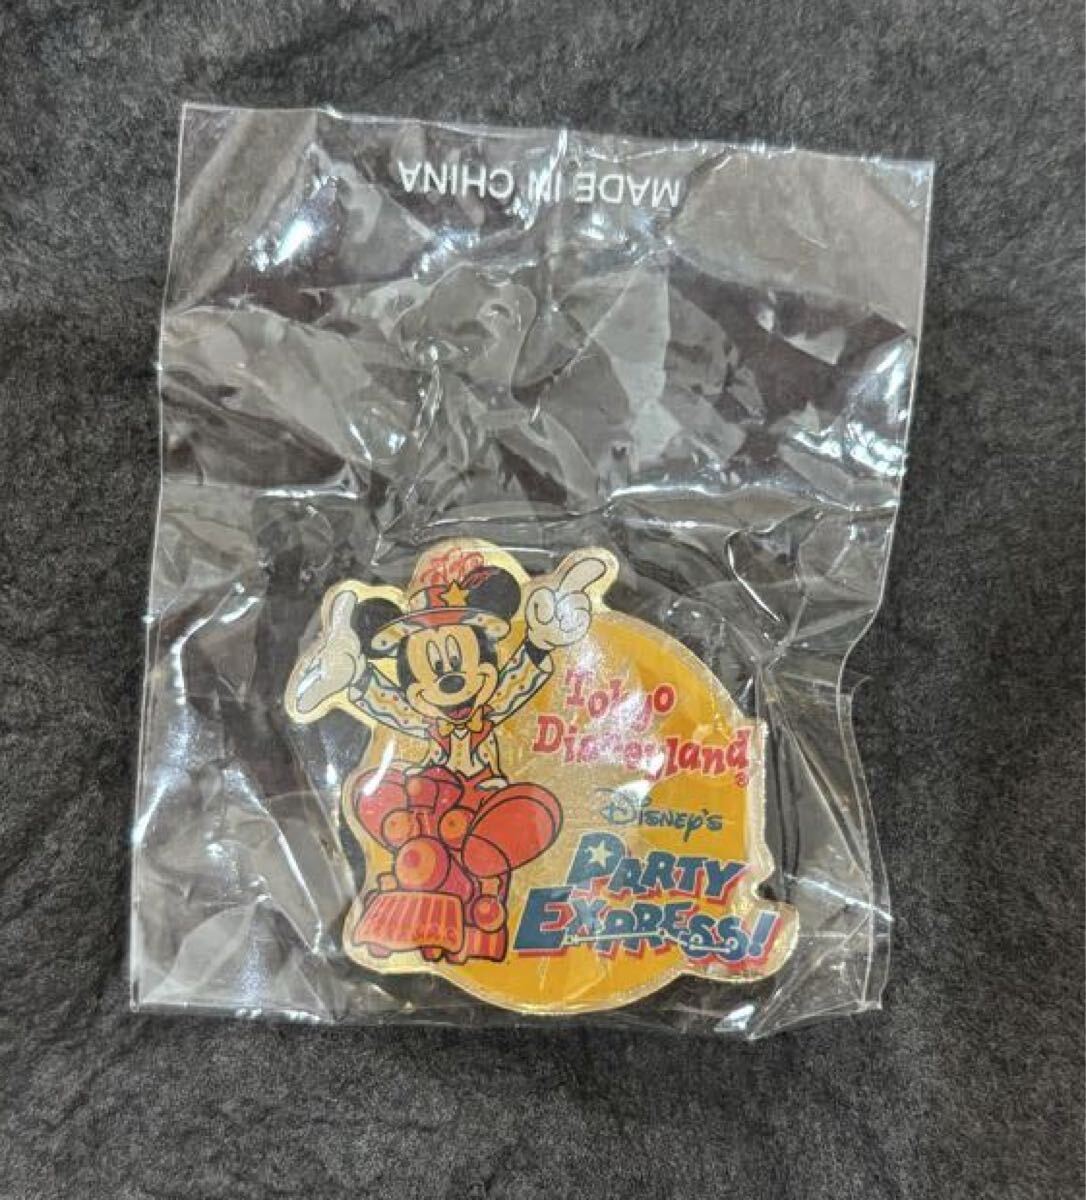 MADE IN CHINA
Tokyo
Disneyland®
Disney's
PARTY
EXPRESS!